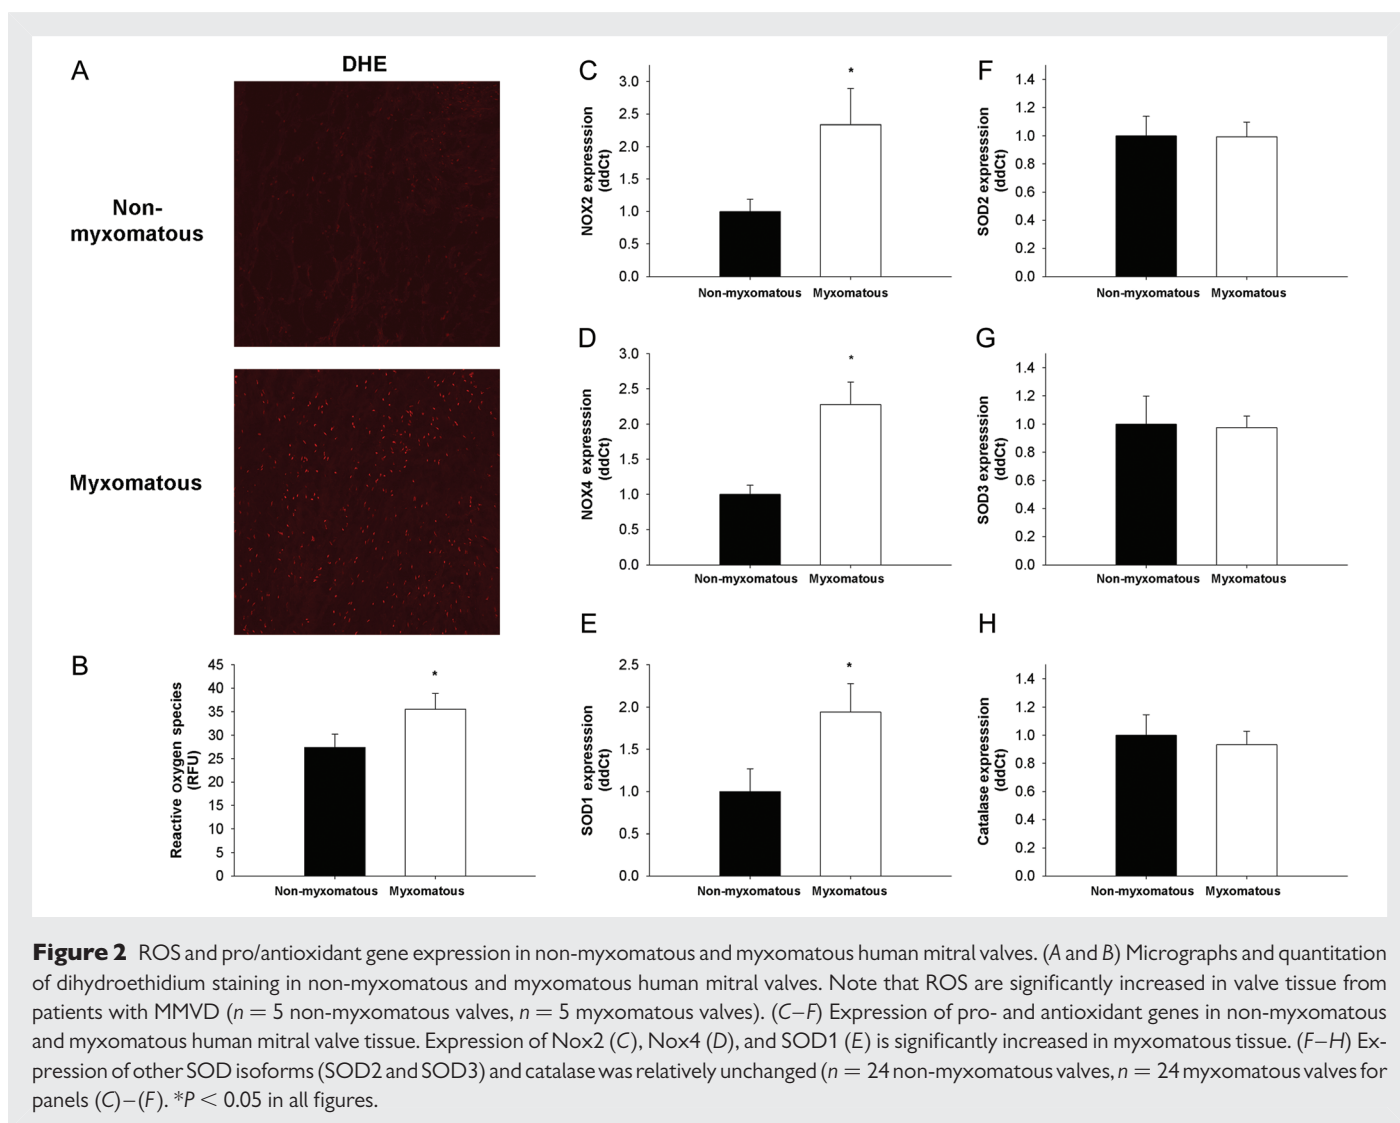 A
DHE
Non-
myxomatous
Myxomatous
B
Reactive oxygen species
(RFU)
45
40
35
30
25
20
15
10
5
0
*
Non-myxomatous
Myxomatous
C
NOX2 expresssion
(ddCt)
3.0
2.5
2.0
1.5
1.0
0.5
0.0
*
Non-myxomatous
Myxomatous
D
NOX4 expresssion
(ddCt)
3.0
2.5
2.0
1.5
1.0
0.5
0.0
*
Non-myxomatous
Myxomatous
E
SOD1 expresssion
(ddCt)
2.5
2.0
1.5
1.0
0.5
0.0
*
Non-myxomatous
Myxomatous
F
SOD2 expresssion
(ddCt)
1.4
1.2
1.0
0.8
0.6
0.4
0.2
0.0
Non-myxomatous
Myxomatous
G
SOD3 expresssion
(ddCt)
1.4
1.2
1.0
0.8
0.6
0.4
0.2
0.0
Non-myxomatous
Myxomatous
H
Catalase expresssion
(ddCt)
1.4
1.2
1.0
0.8
0.6
0.4
0.2
0.0
Non-myxomatous
Myxomatous
Figure 2 ROS and pro/antioxidant gene expression in non-myxomatous and myxomatous human mitral valves. (A and B) Micrographs and quantitation
of dihydroethidium staining in non-myxomatous and myxomatous human mitral valves. Note that ROS are significantly increased in valve tissue from
patients with MMVD (n = 5 non-myxomatous valves, n = 5 myxomatous valves). (C–F) Expression of pro- and antioxidant genes in non-myxomatous
and myxomatous human mitral valve tissue. Expression of Nox2 (C), Nox4 (D), and SOD1 (E) is significantly increased in myxomatous tissue. (F–H) Ex-
pression of other SOD isoforms (SOD2 and SOD3) and catalase was relatively unchanged (n = 24 non-myxomatous valves, n = 24 myxomatous valves for
panels (C)–(F). *P < 0.05 in all figures.